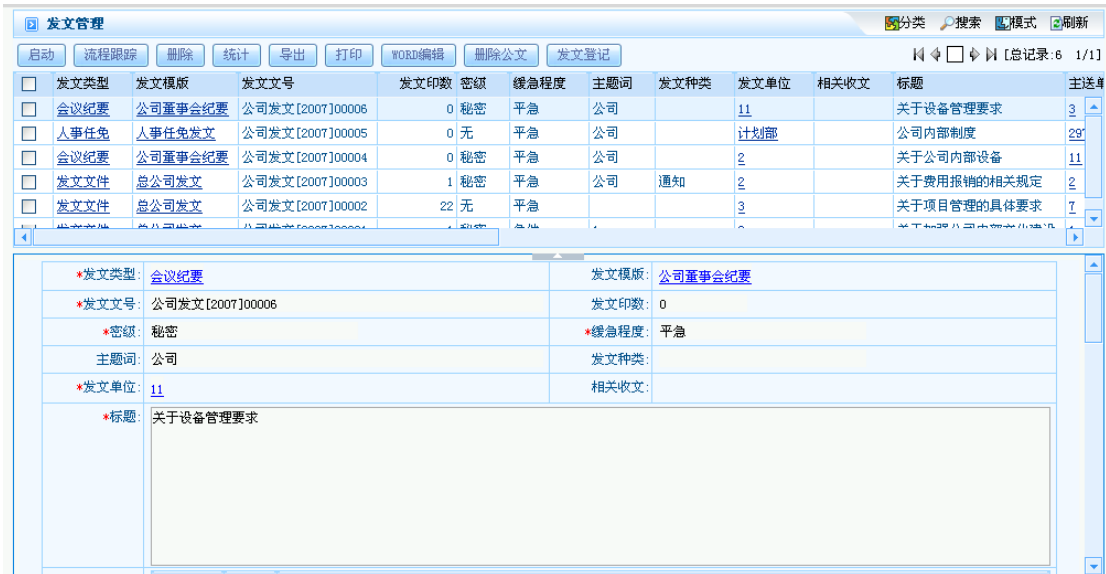 发文管理 分类 搜索 模式 刷新
启动 流程跟踪 删除 统计 导出 打印 WORD编辑 删除公文 发文登记 [总记录:6 1/1]
发文类型 发文模版 发文文号 发文印数 密级 缓急程度 主题词 发文种类 发文单位 相关收文 标题 主送单
会议纪要 公司董事会纪要 公司发文[2007]00006 0 秘密 平急 公司 11 关于设备管理要求 3
人事任免 人事任免发文 公司发文[2007]00005 0 无 平急 公司 计划部 公司内部制度 297
会议纪要 公司董事会纪要 公司发文[2007]00004 0 秘密 平急 公司 2 关于公司内部设备 11
发文文件 总公司发文 公司发文[2007]00003 1 秘密 平急 公司 通知 2 关于费用报销的相关规定 2
发文文件 总公司发文 公司发文[2007]00002 22 无 平急 3 关于项目管理的具体要求 7
*发文类型: 会议纪要 发文模版: 公司董事会纪要
*发文文号: 公司发文[2007]00006 发文印数: 0
*密级: 秘密 *缓急程度: 平急
主题词: 公司 发文种类:
*发文单位: 11 相关收文:
*标题: 关于设备管理要求